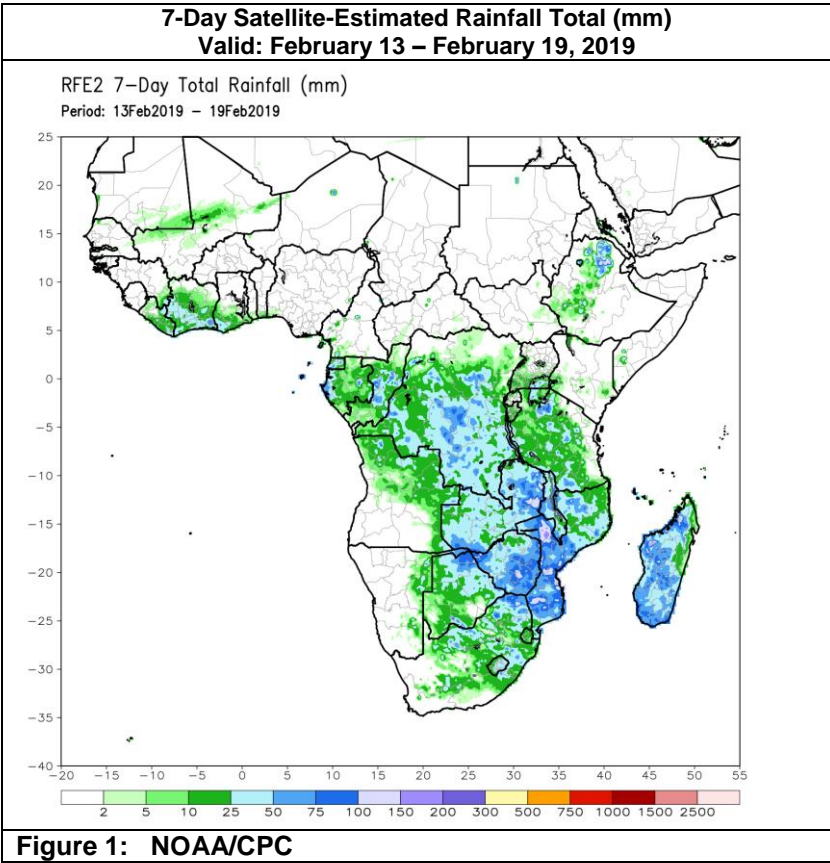 7-Day Satellite-Estimated Rainfall Total (mm)
Valid: February 13 – February 19, 2019
RFE2 7-Day Total Rainfall (mm)
Period: 13Feb2019 – 19Feb2019
25
20
15
10
5
0
-5
-10
-15
-20
-25
-30
-35
-40
-20 -15 -10 -5 0 5 10 15 20 25 30 35 40 45 50 55
2 5 10 25 50 75 100 150 200 300 500 750 1000 1500 2500
Figure 1: NOAA/CPC